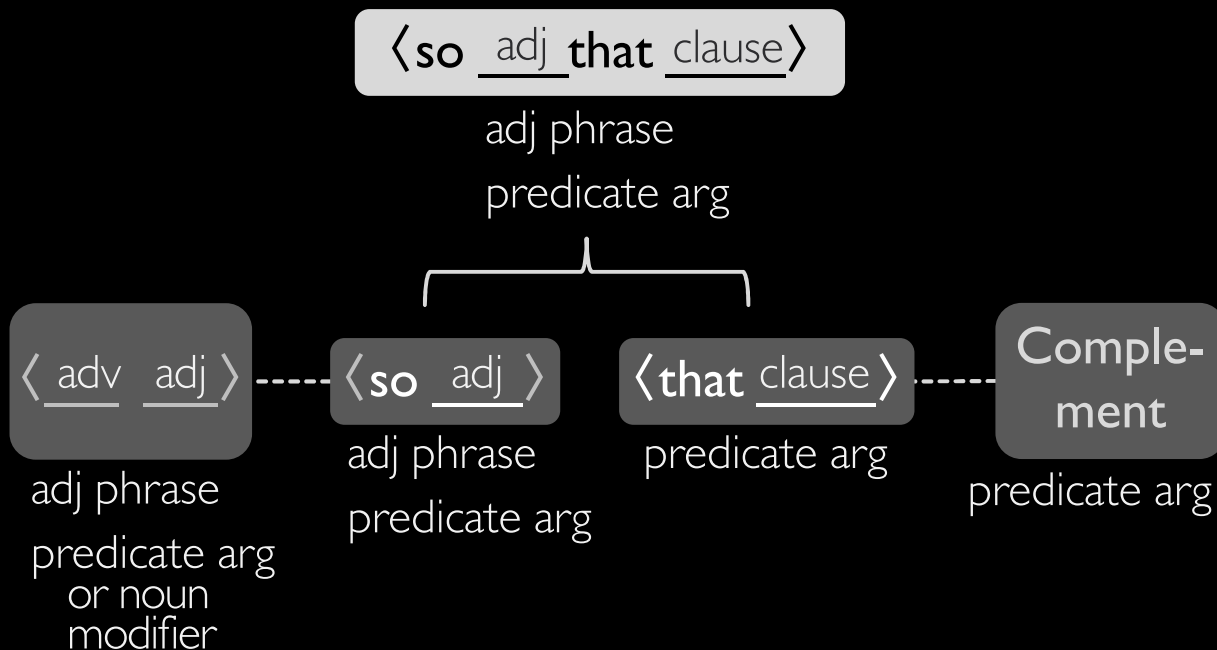 ⟨so adj that clause⟩
adj phrase
predicate arg
⟨adv adj⟩
adj phrase
predicate arg
or noun
modifier
⟨so adj⟩
adj phrase
predicate arg
⟨that clause⟩
predicate arg
Comple-
ment
predicate arg